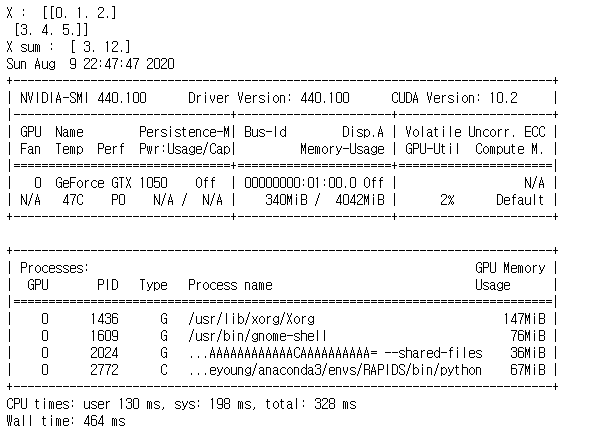 X :  [[0. 1. 2.]
 [3. 4. 5.]]
X sum :  [ 3. 12.]
Sun Aug  9 22:47:47 2020
+-----------------------------------------------------------------------------+
| NVIDIA-SMI 440.100      Driver Version: 440.100      CUDA Version: 10.2     |
|-------------------------------+----------------------+----------------------+
| GPU  Name        Persistence-M| Bus-Id        Disp.A | Volatile Uncorr. ECC |
| Fan  Temp  Perf  Pwr:Usage/Cap|         Memory-Usage | GPU-Util  Compute M. |
|===============================+======================+======================|
|   0  GeForce GTX 1050    Off  | 00000000:01:00.0 Off |                  N/A |
| N/A   47C    P0    N/A /  N/A |    340MiB /  4042MiB |      2%      Default |
+-------------------------------+----------------------+----------------------+

+-----------------------------------------------------------------------------+
| Processes:                                                       GPU Memory |
|  GPU       PID   Type   Process name                             Usage      |
|=============================================================================|
|    0      1436      G   /usr/lib/xorg/Xorg                           147MiB |
|    0      1609      G   /usr/bin/gnome-shell                          76MiB |
|    0      2024      G   ...AAAAAAAAAAAACAAAAAAAAAA= --shared-files    36MiB |
|    0      2772      C   ...eyoung/anaconda3/envs/RAPIDS/bin/python    67MiB |
+-----------------------------------------------------------------------------+
CPU times: user 130 ms, sys: 198 ms, total: 328 ms
Wall time: 464 ms